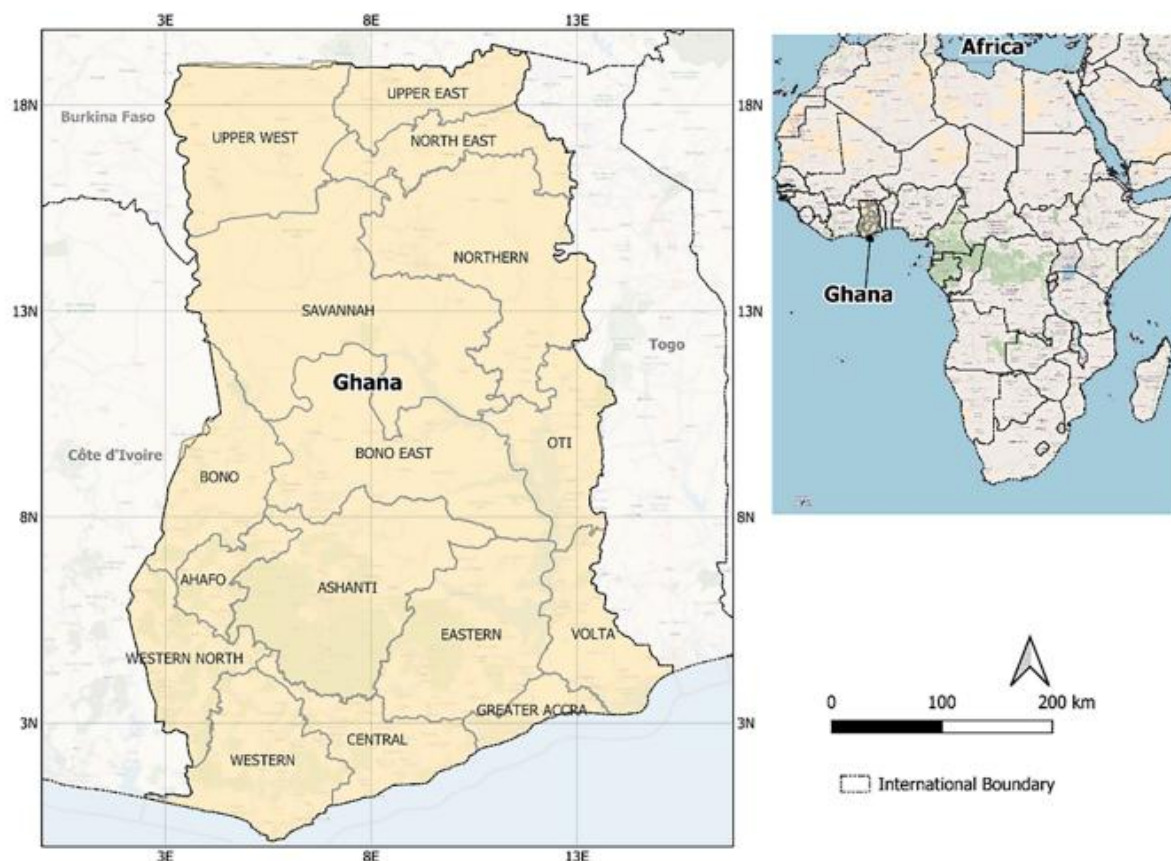 3E 8E 13E
Africa
18N
Burkina Faso
UPPER EAST
UPPER WEST
NORTH EAST
NORTHERN
Ghana
13N 13N
SAVANNAH
Togo
Ghana
OTI
Côte d'Ivoire
BONO EAST
BONO
8N 8N
AHAFO
ASHANTI
EASTERN
VOLTA
WESTERN NORTH
0 100 200 km
GREATER ACCRA
3N 3N
CENTRAL
WESTERN
International Boundary
3E 8E 13E